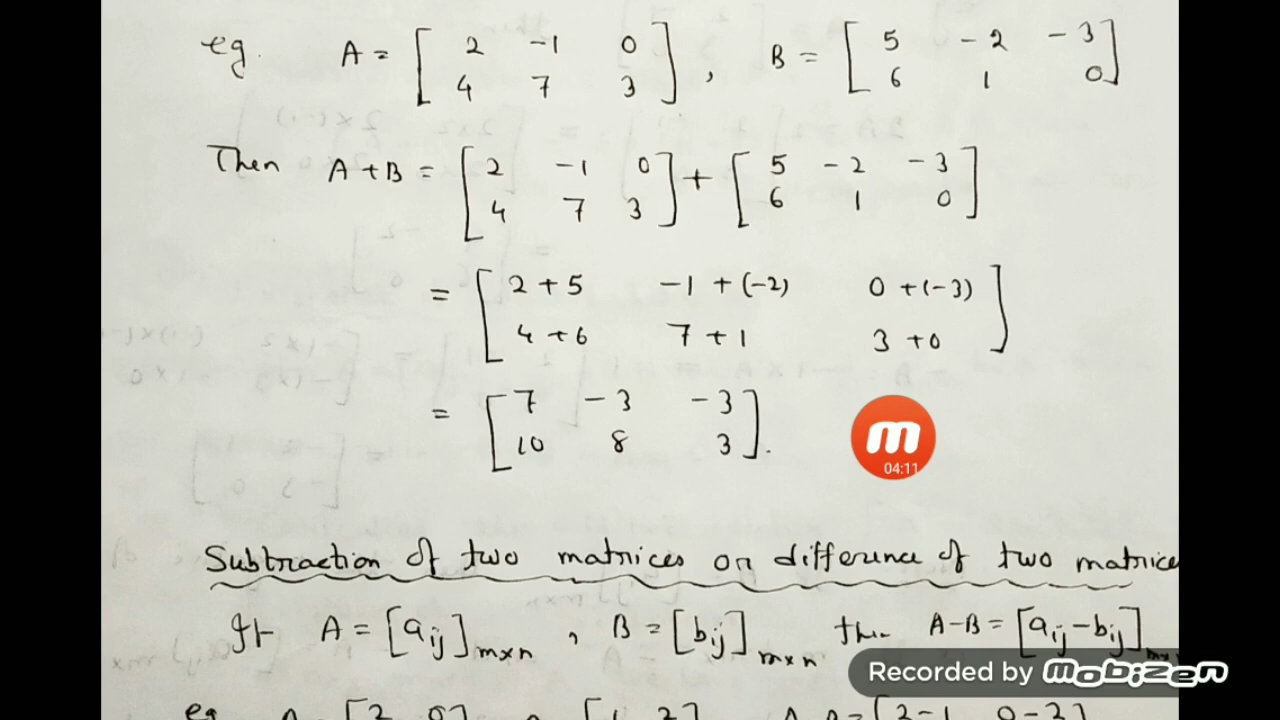 eg. A = [ 2 -1 0 ] , B = [ 5 -2 -3 ]
[ 4 7 3 ] [ 6 1 0 ]
Then A+B = [ 2 -1 0 ] + [ 5 -2 -3 ]
[ 4 7 3 ] [ 6 1 0 ]
= [ 2+5 -1+(-2) 0+(-3) ]
[ 4+6 7+1 3+0 ]
= [ 7 -3 -3 ]
[ 10 8 3 ].
m
04:11
Subtraction of two matrices or difference of two matrices
If A = [aij]m×n , B = [bij]m×n then A-B = [aij-bij]
Recorded by mobizen
eg